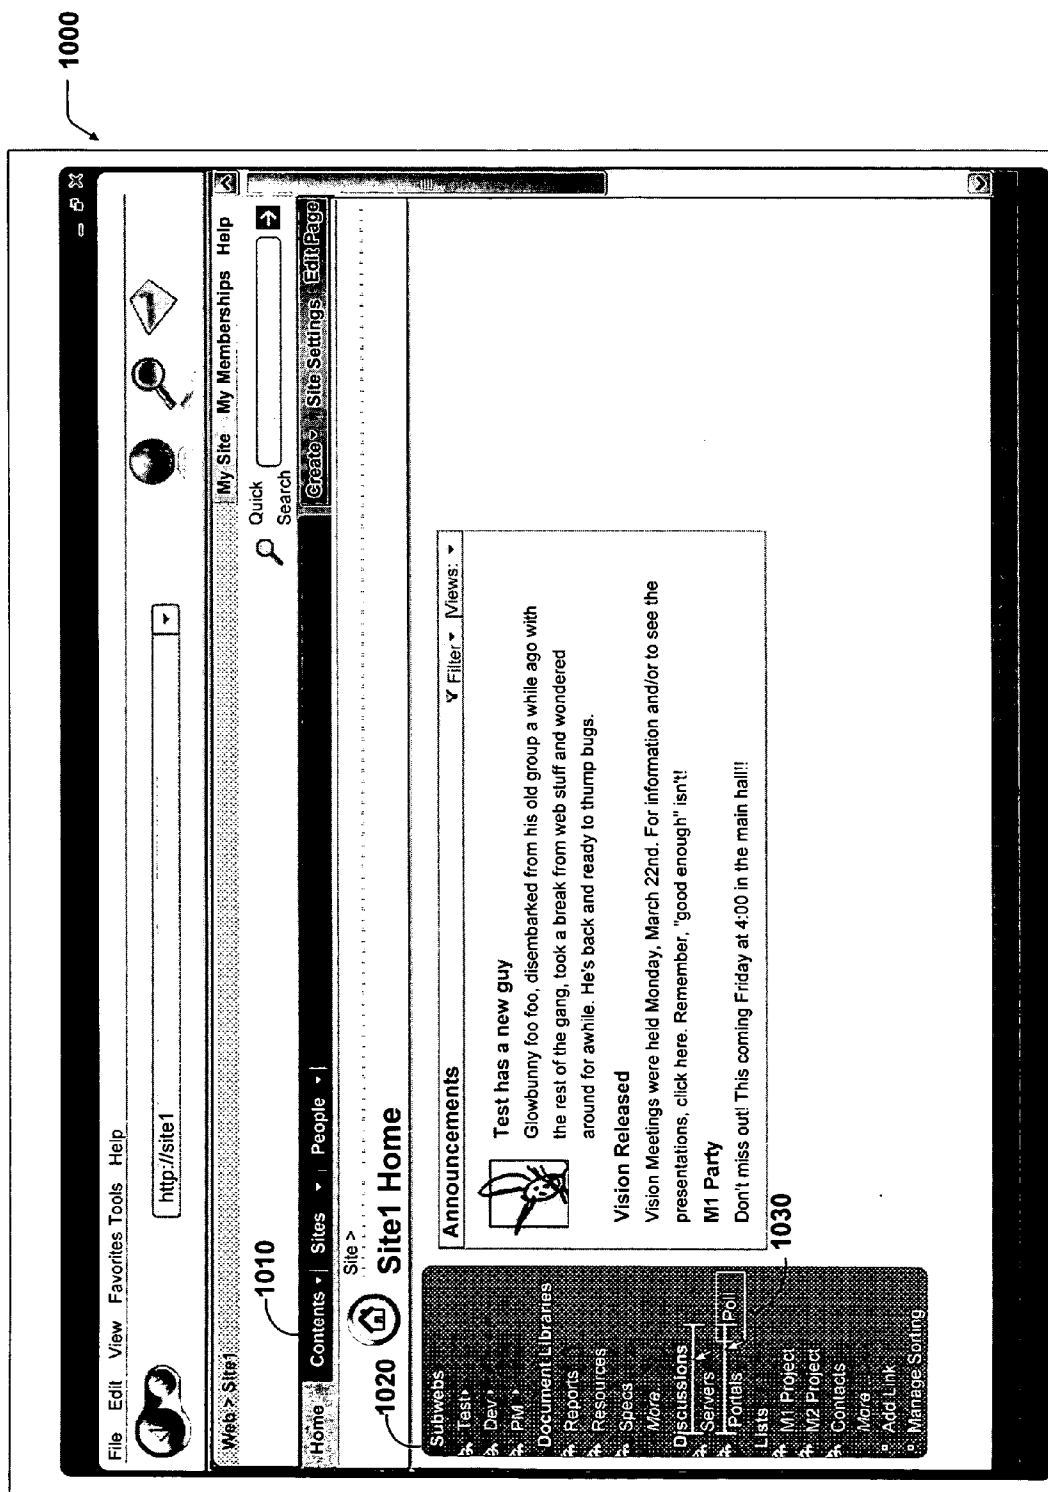 1000
File Edit View Favorites Tools Help
http://site1
Web > Site1
My Site My Memberships Help
Quick
Search
1010
Home Contents Sites People
Create Site Settings Edit Page
Site >
Site1 Home
1020
Subwebs
Test
Dev
PM
Document Libraries
Reports
Resources
Specs
More
Discussions
Servers
Portals
Poll
Lists
M1 Project
M2 Project
Contacts
More
Add Link
Manage Sorting
1030
Announcements
Filter Views:
Test has a new guy
Glowbunny foo foo, disembarked from his old group a while ago with
the rest of the gang, took a break from web stuff and wondered
around for awhile. He's back and ready to thump bugs.
Vision Released
Vision Meetings were held Monday, March 22nd. For information and/or to see the
presentations, click here. Remember, "good enough" isn't!
M1 Party
Don't miss out! This coming Friday at 4:00 in the main hall!!